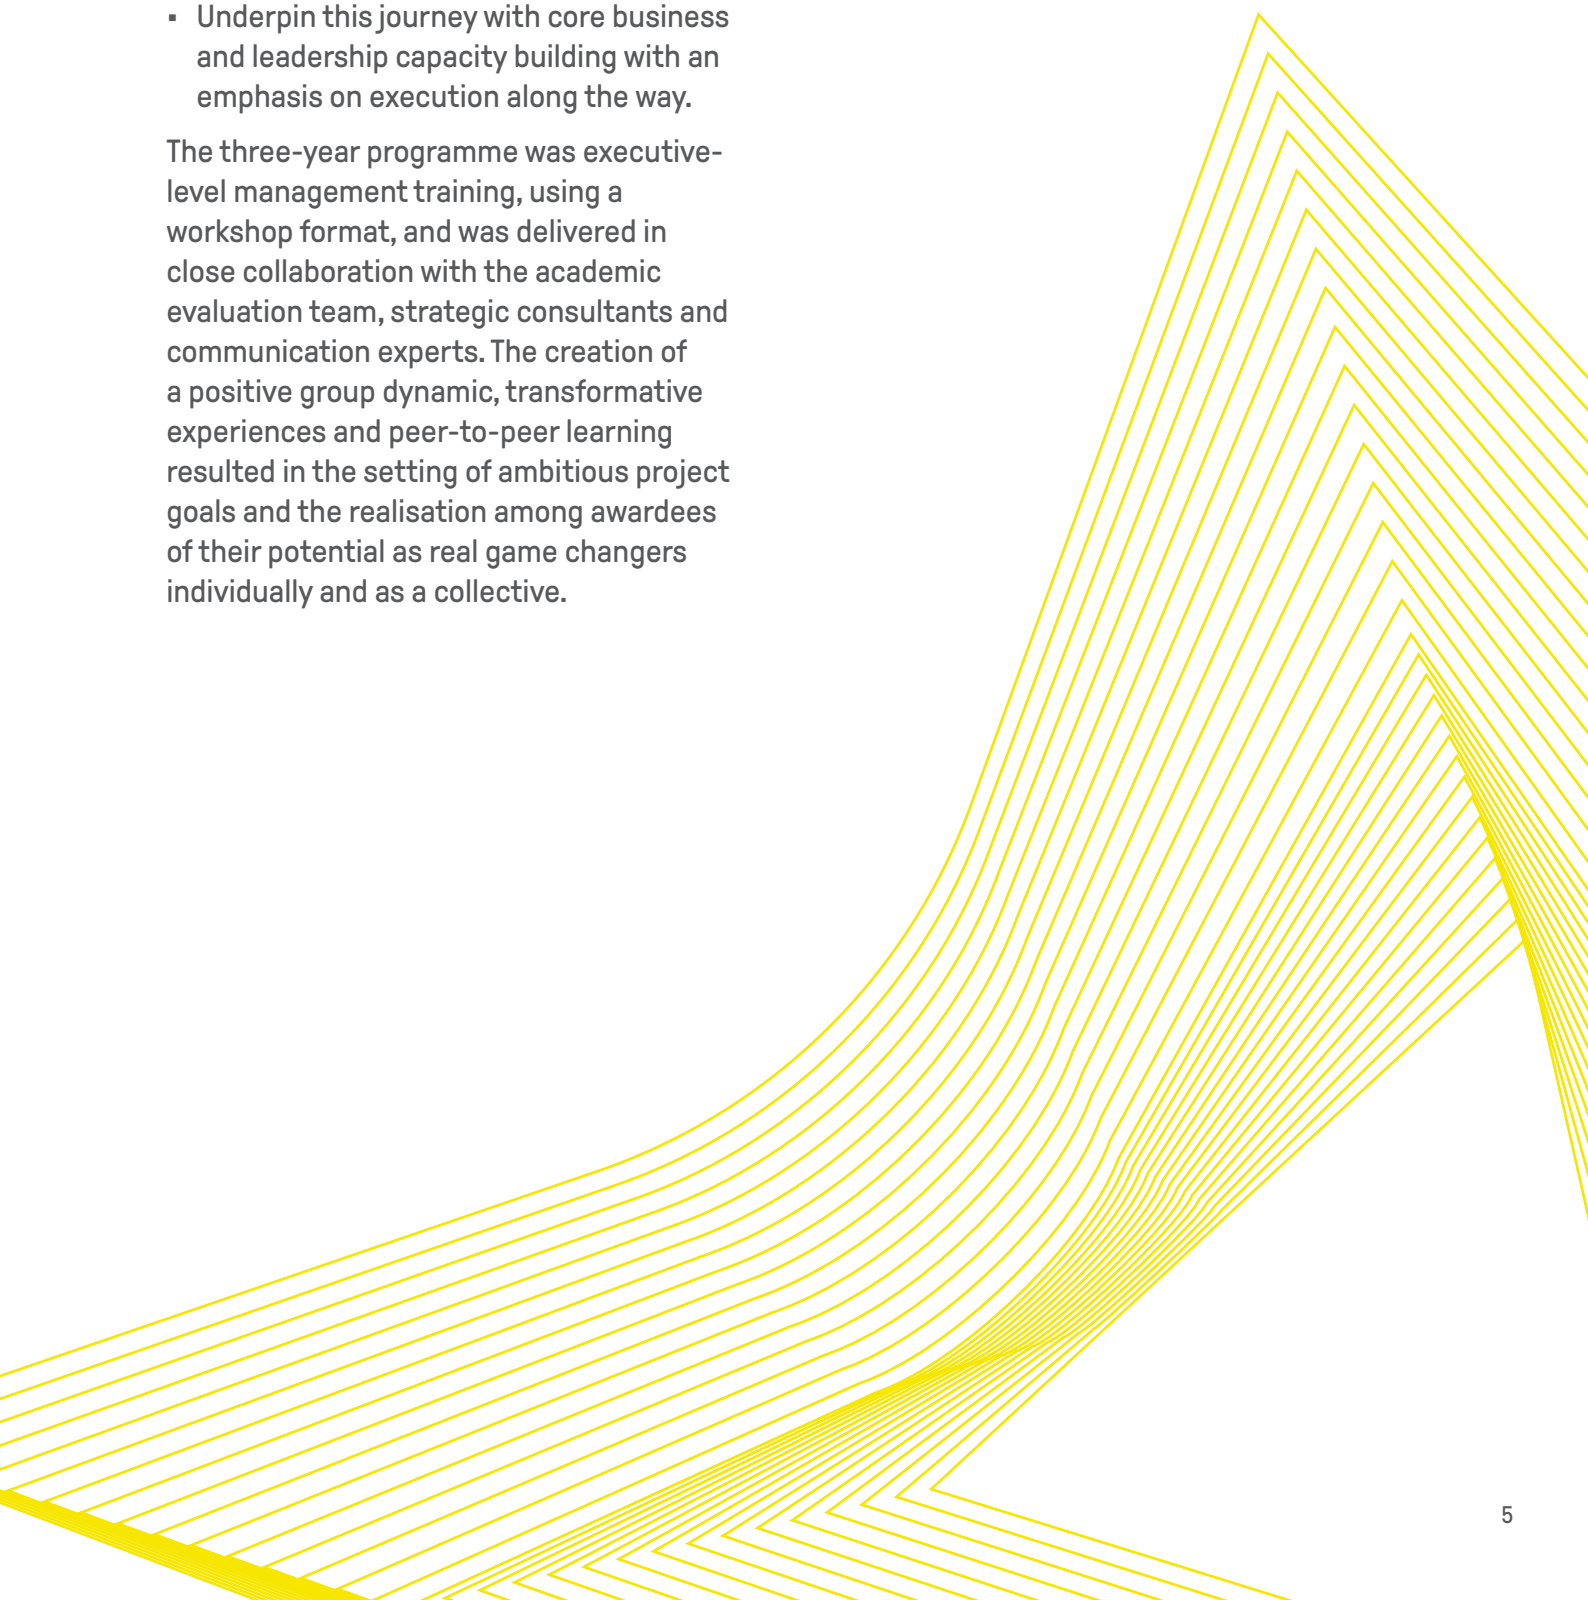 ▪ Underpin this journey with core business
and leadership capacity building with an
emphasis on execution along the way.
The three-year programme was executive-
level management training, using a
workshop format, and was delivered in
close collaboration with the academic
evaluation team, strategic consultants and
communication experts. The creation of
a positive group dynamic, transformative
experiences and peer-to-peer learning
resulted in the setting of ambitious project
goals and the realisation among awardees
of their potential as real game changers
individually and as a collective.
5